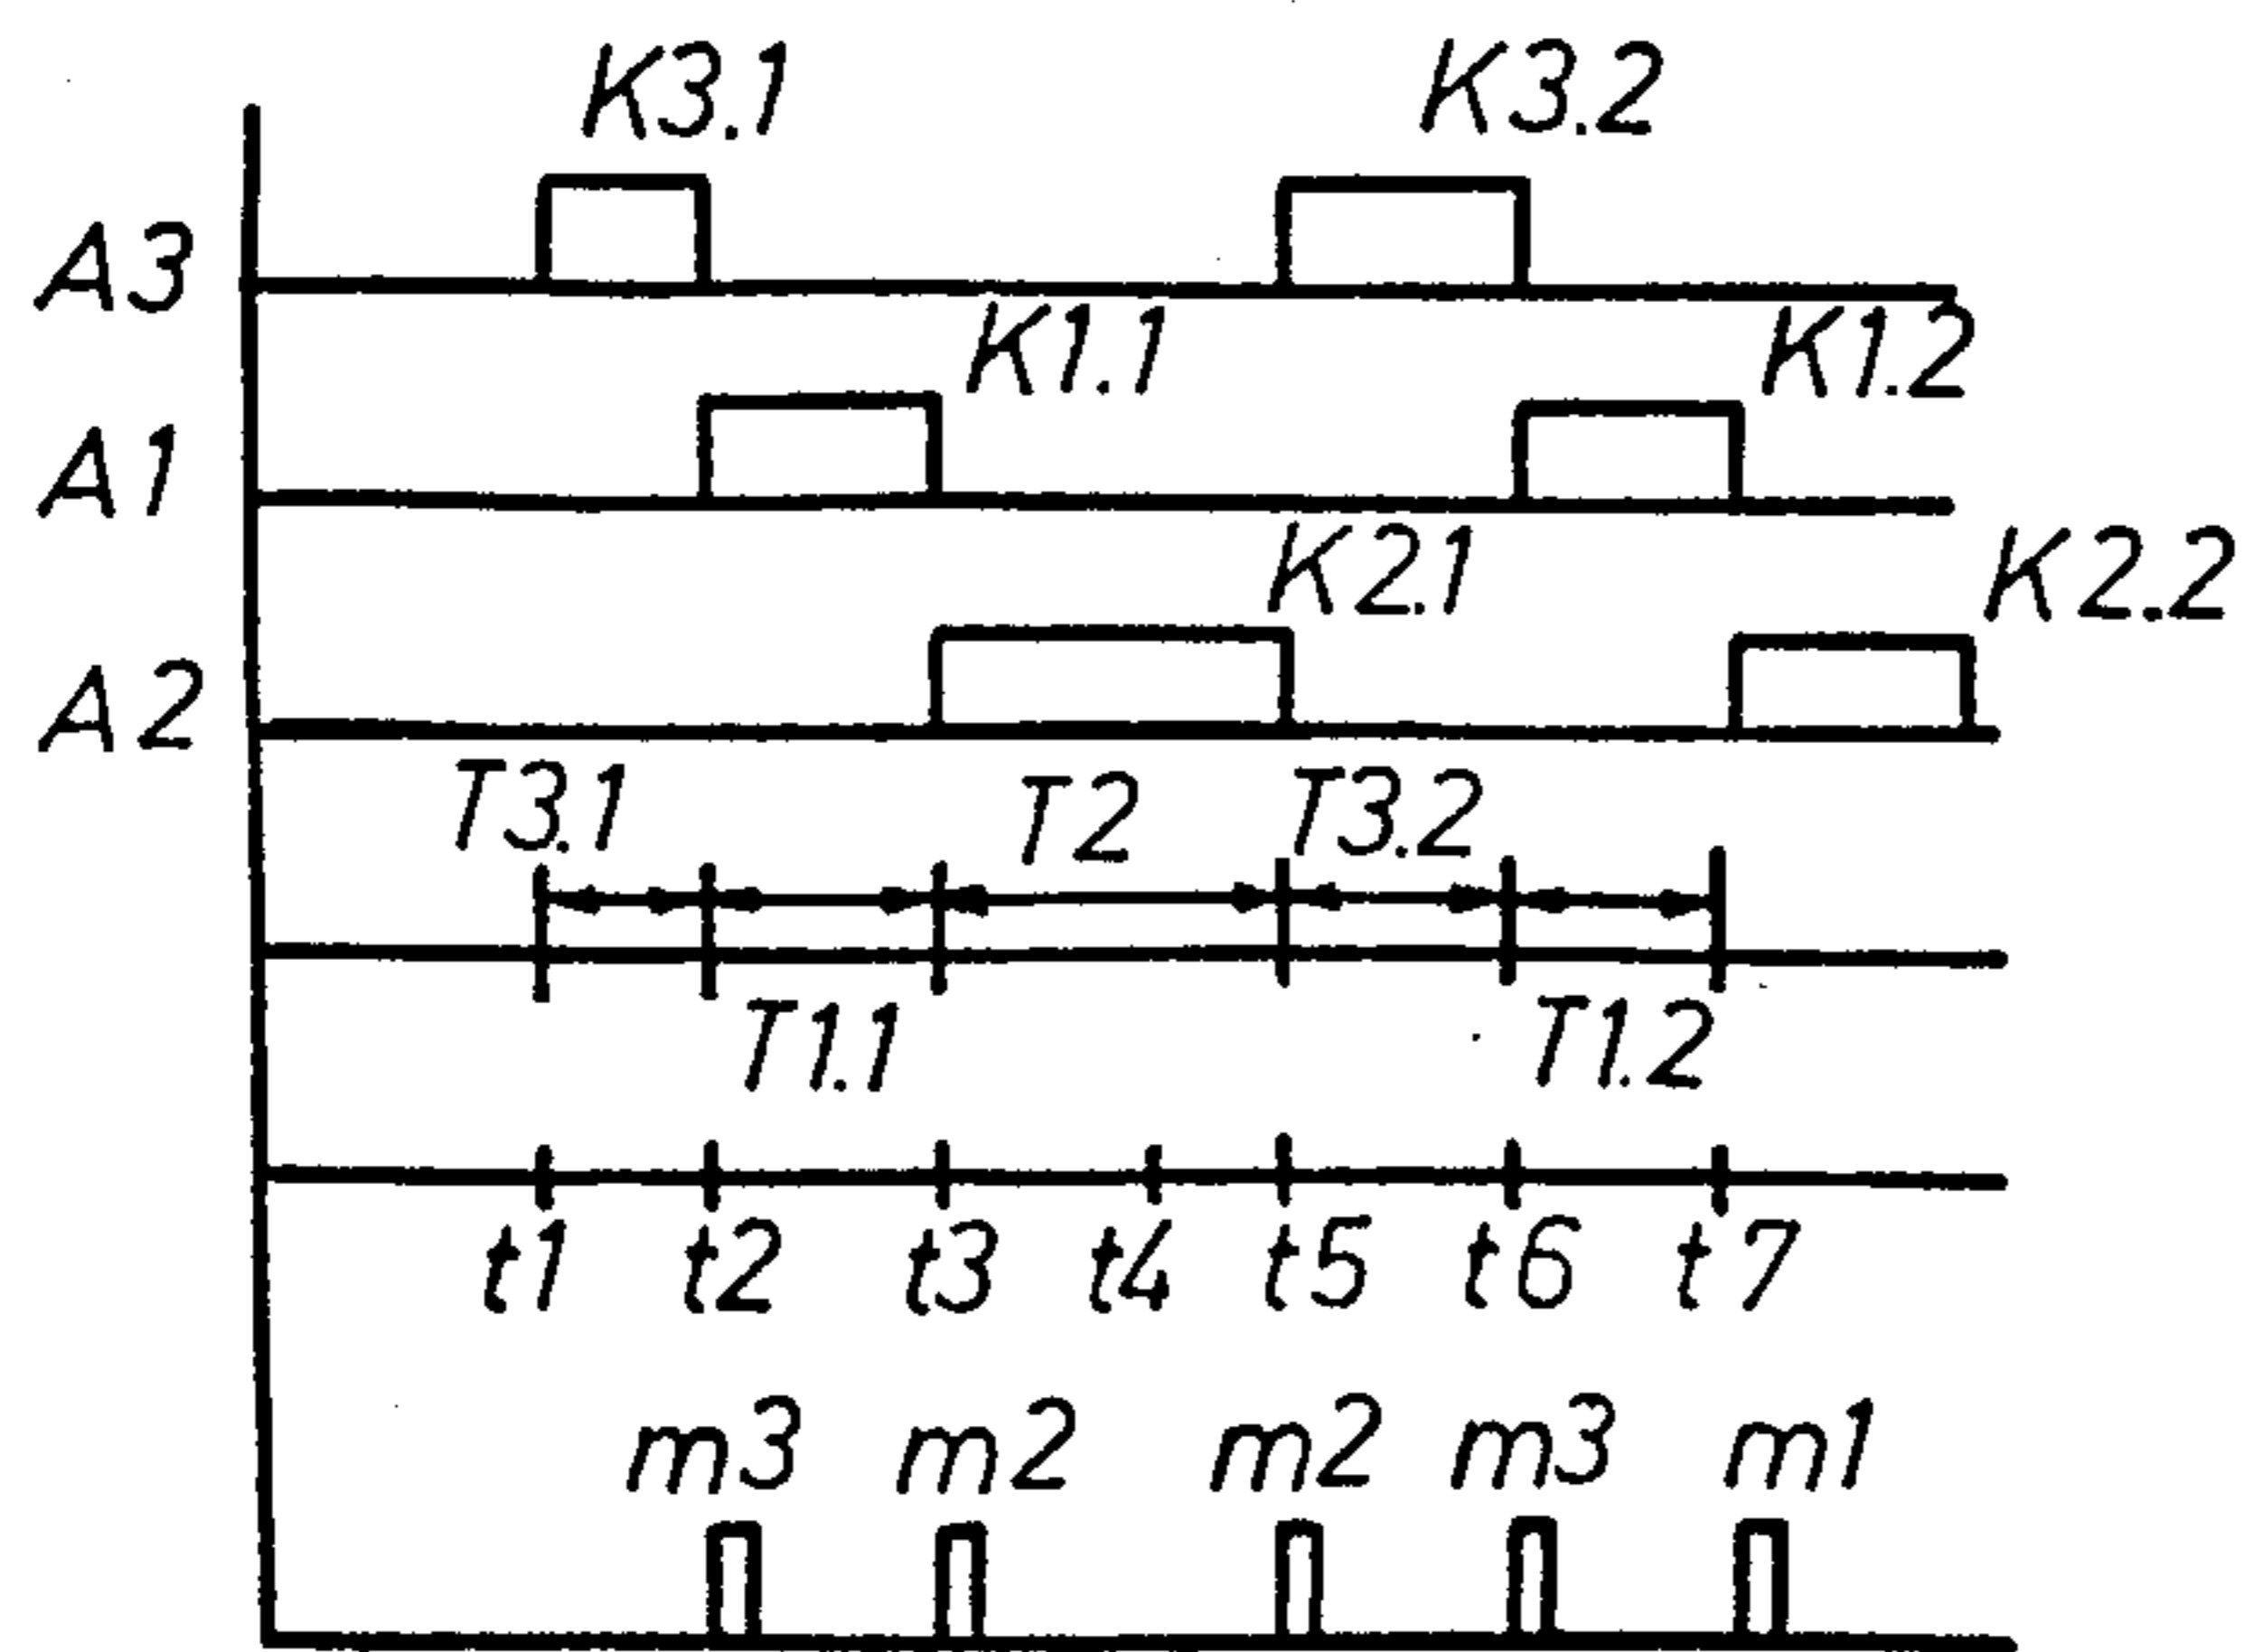 K3.1 K3.2
A3
K1.1 K1.2
A1
K2.1 K2.2
A2
T3.1 T2 T3.2
T1.1 T1.2
t1 t2 t3 t4 t5 t6 t7
m3 m2 m2 m3 m1